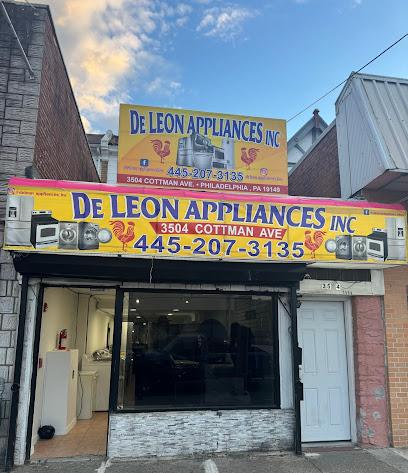 DE LEON APPLIANCES INC
445-207-3135
3504 COTTMAN AVE. • PHILADELPHIA, PA 19149
DE LEON APPLIANCES INC
3504 COTTMAN AVE
445-207-3135